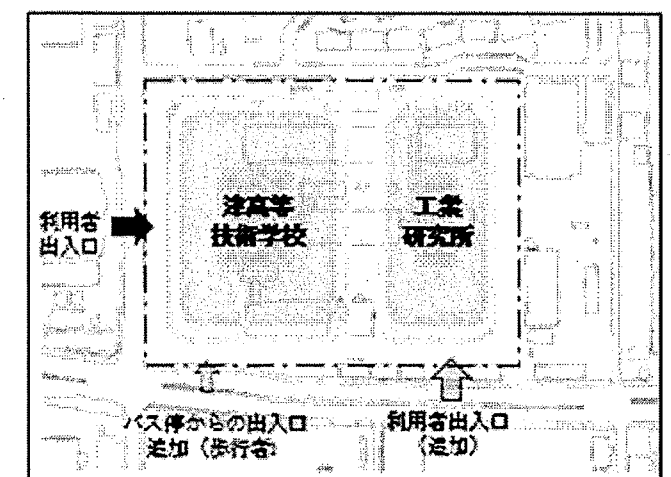 津高等
技術学校
工業
研究所
利用者
出入口
バス停からの出入口
追加（歩行者）
利用者出入口
（追加）